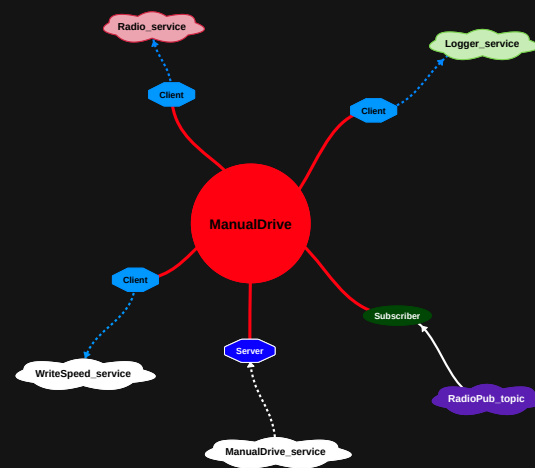 Radio_service
Logger_service
Client
Client
ManualDrive
Client
Subscriber
Server
WriteSpeed_service
RadioPub_topic
ManualDrive_service